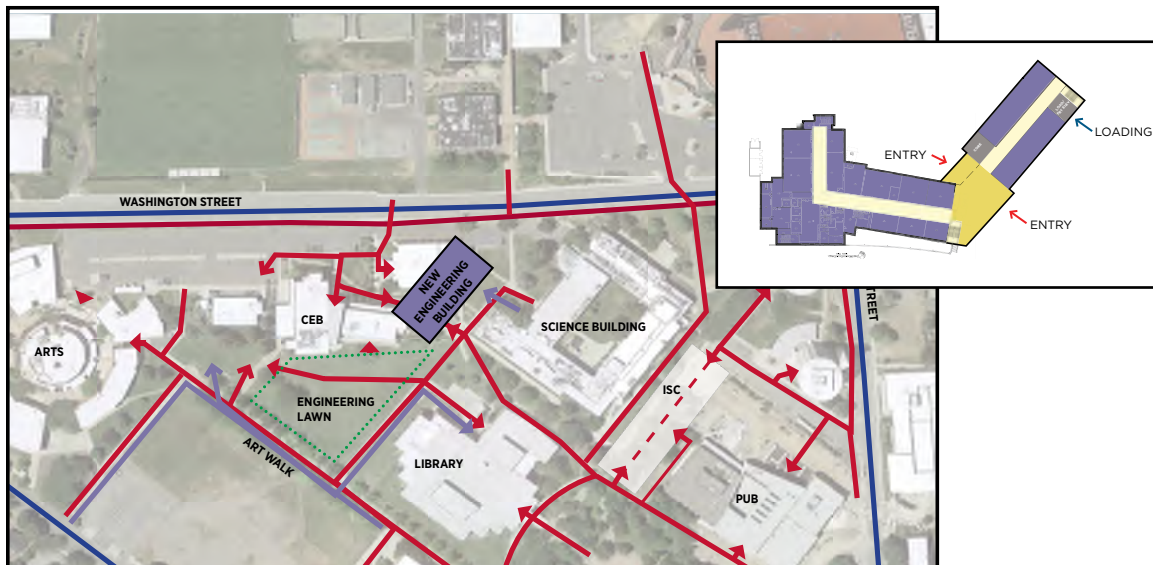 WASHINGTON STREET
NEW
ENGINEERING
BUILDING
CEB
SCIENCE BUILDING
ARTS
ENGINEERING
LAWN
ART WALK
LIBRARY
ISC
PUB
STREET
ENTRY
LOADING
ENTRY